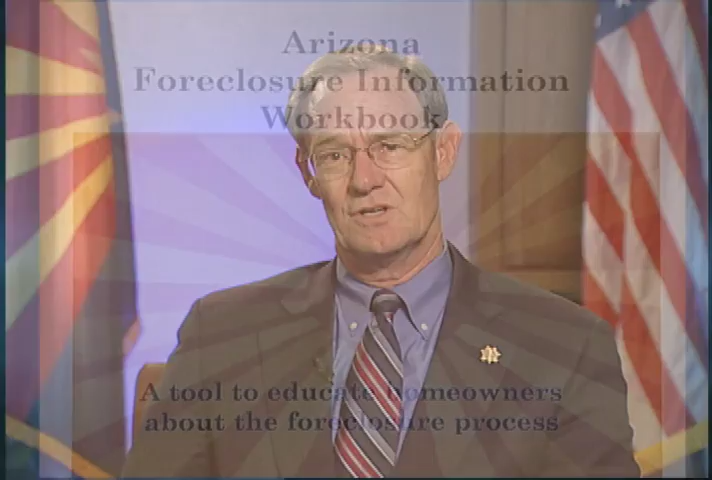 Arizona
Foreclosure Information
Workbook
A tool to educate homeowners
about the foreclosure process